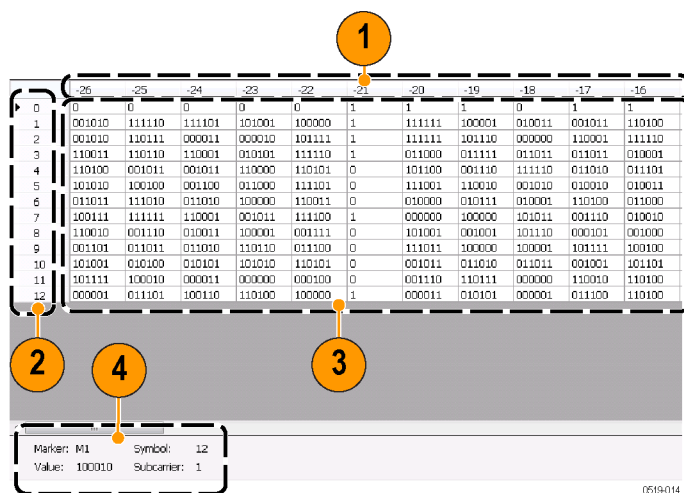 1
-26 -25 -24 -23 -22 -21 -20 -19 -18 -17 -16
0 0 0 0 0 0 1 1 1 0 1 1
1 001010 111110 111101 101001 100000 1 111111 100001 010011 001011 110100
2 001010 110111 000011 000010 101111 1 111111 101110 000000 110001 111110
3 110011 110110 110001 010101 111110 1 011000 011111 011011 011011 010001
4 110100 001011 001011 110000 110101 0 101100 001110 111110 011010 011101
5 101010 100100 001100 011000 111101 0 111001 110010 001010 010010 010011
6 011011 111010 011010 100000 110011 0 010000 010111 010001 110100 011000
7 100111 111111 110001 001011 111100 1 000000 100000 101011 001110 010010
8 110010 001110 010011 100001 001111 0 101001 001001 101110 000101 001000
9 001101 011011 011010 110110 011100 0 111011 100000 100001 101111 100100
10 101001 010100 010101 101010 110101 0 001011 011010 011011 001001 101101
11 101111 100010 000011 000000 000100 0 001110 110111 000000 110010 110100
12 000001 011101 100110 110100 100000 1 000011 010101 000001 011100 110100
2 3
4
Marker: M1 Symbol: 12
Value: 100010 Subcarrier: 1
0519-014